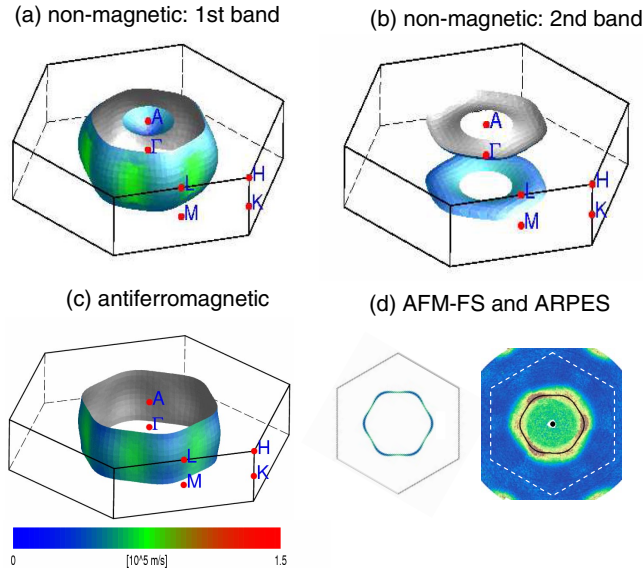 (a) non-magnetic: 1st band
(b) non-magnetic: 2nd band
A
Γ
L
M
H
K
A
Γ
L
M
H
K
(c) antiferromagnetic
(d) AFM-FS and ARPES
A
Γ
L
M
H
K
0
[10^5 m/s]
1.5